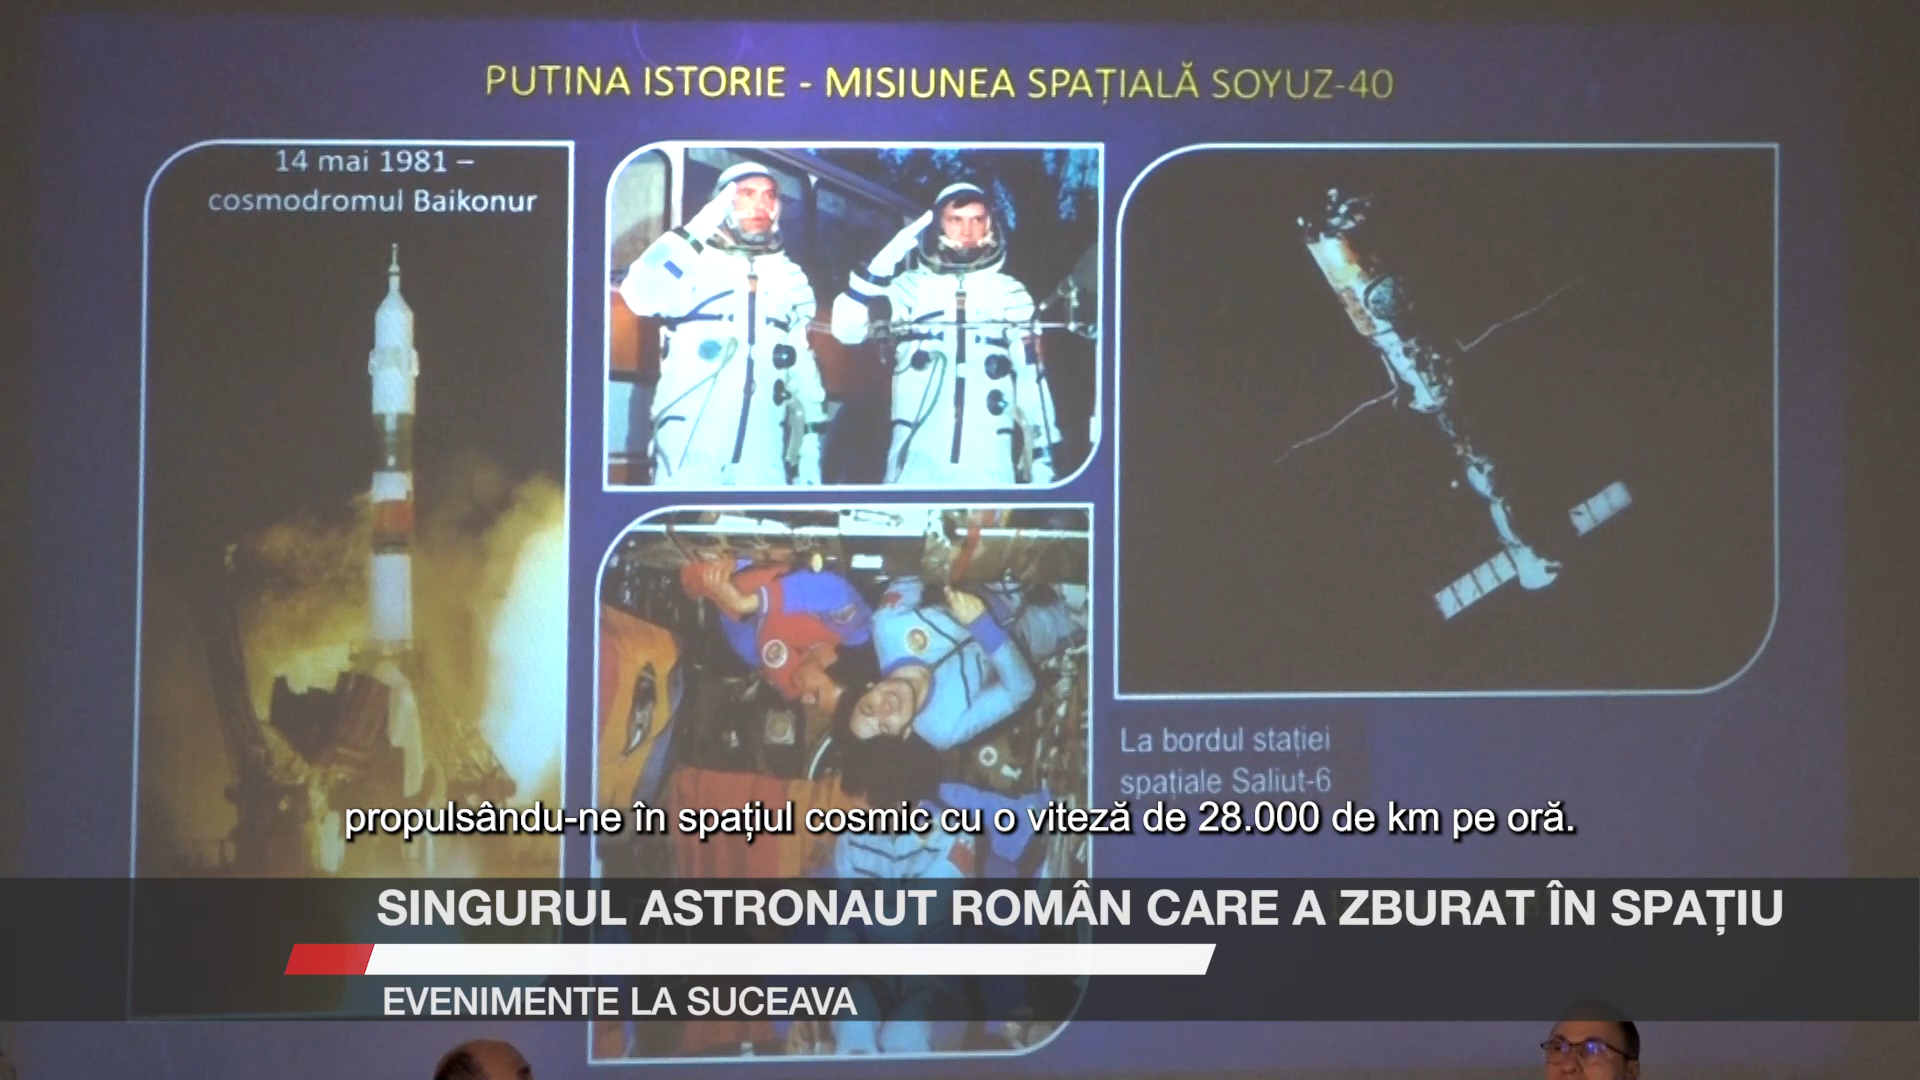 PUTINA ISTORIE - MISIUNEA SPAȚIALĂ SOYUZ-40
14 mai 1981 –
cosmodromul Baikonur
La bordul stației
spațiale Saliut-6
propulsându-ne în spațiul cosmic cu o viteză de 28.000 de km pe oră.
SINGURUL ASTRONAUT ROMÂN CARE A ZBURAT ÎN SPAȚIU
EVENIMENTE LA SUCEAVA